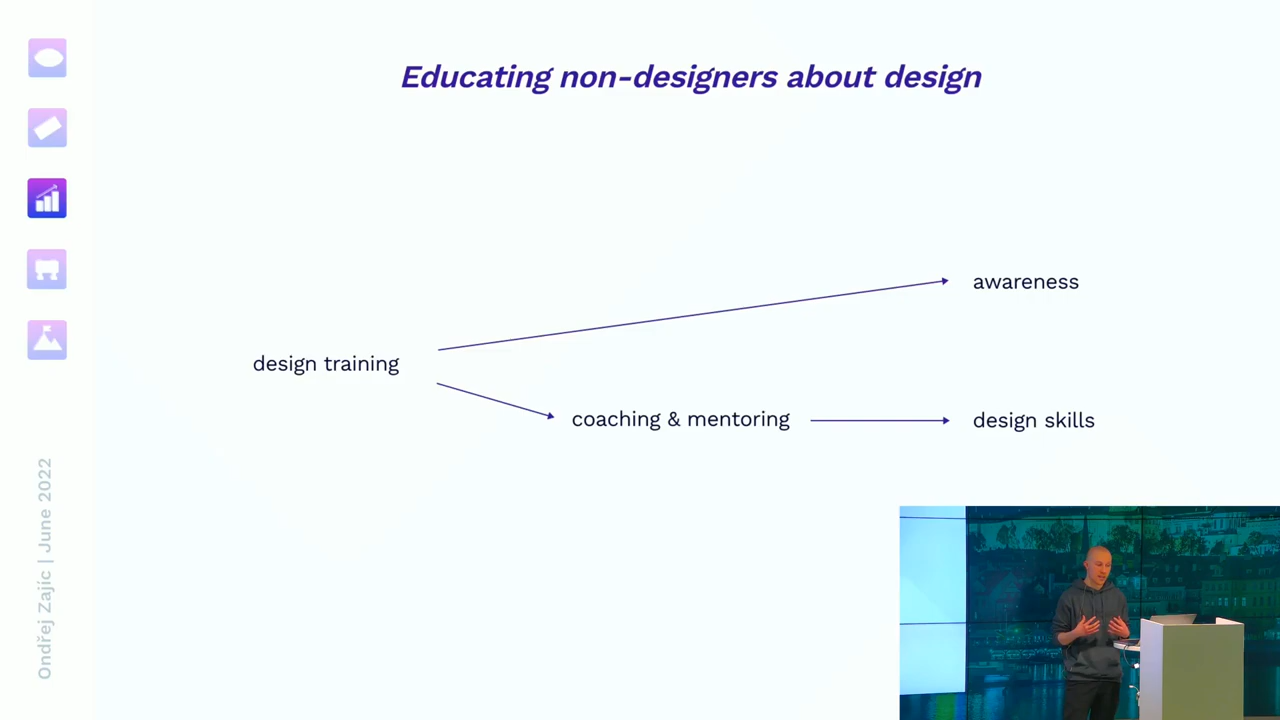 Educating non-designers about design
awareness
design training
coaching & mentoring
design skills
Ondřej Zajíc | June 2022